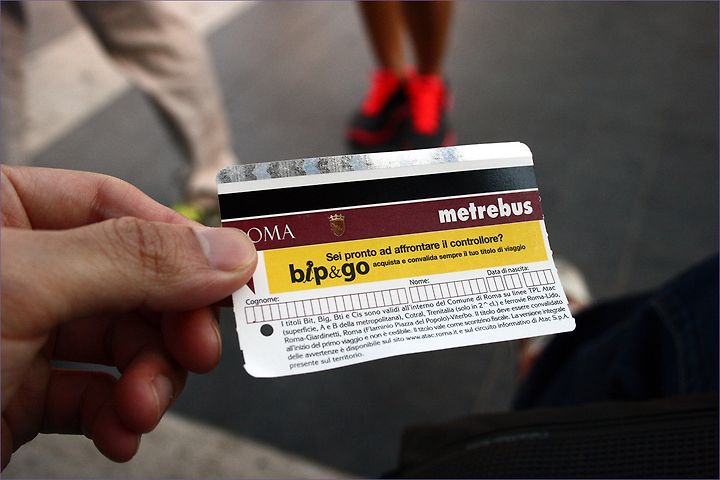 OMA metrebus
Sei pronto ad affrontare il controllore?
bip&go acquista e convalida sempre il tuo titolo di viaggio
Cognome: Nome: Data di nascita:
I titoli Bit, Big, Bti e Cis sono validi all'interno del Comune di Roma su linee TPL Atac
(superficie, A e B della metropolitana), Cotral, Trenitalia (solo in 2^ cl.) e ferrovie Roma-Lido,
Roma-Giardinetti, Roma (Flaminio Piazza del Popolo)-Viterbo. Il titolo deve essere convalidato
all'inizio del primo viaggio e non è cedibile. Il titolo vale come scontrino fiscale. La versione integrale
delle avvertenze è disponibile sul sito www.atac.roma.it e sul circuito informativo di Atac S.p.A.
presente sul territorio.